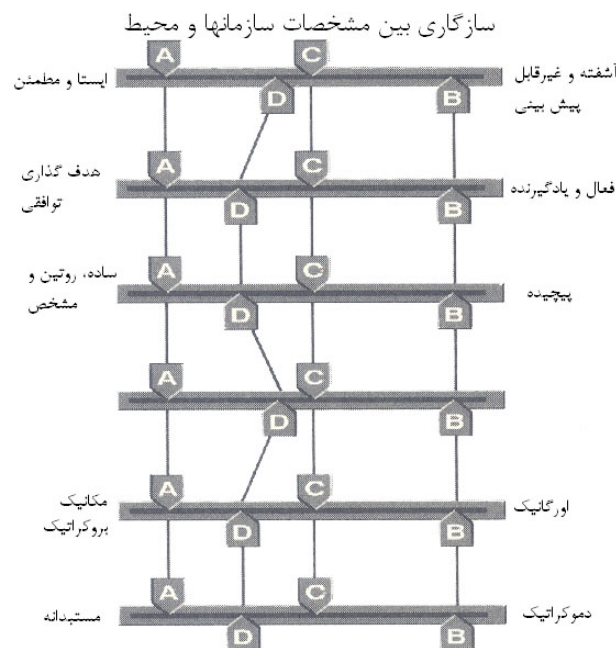 سازگاری بین مشخصات سازمانها و محیط
A C
آشفته و غیرقابل
پیش بینی
ایستا و مطمئن
D B
A C
فعال و یادگیرنده
هدف گذاری
توافقی
D B
A C
پیچیده
ساده، روتین و
مشخص
D B
A C
D B
A C
اورگانیک
مکانیک
بروکراتیک
D B
A C
دموکراتیک
مستبدانه
D B